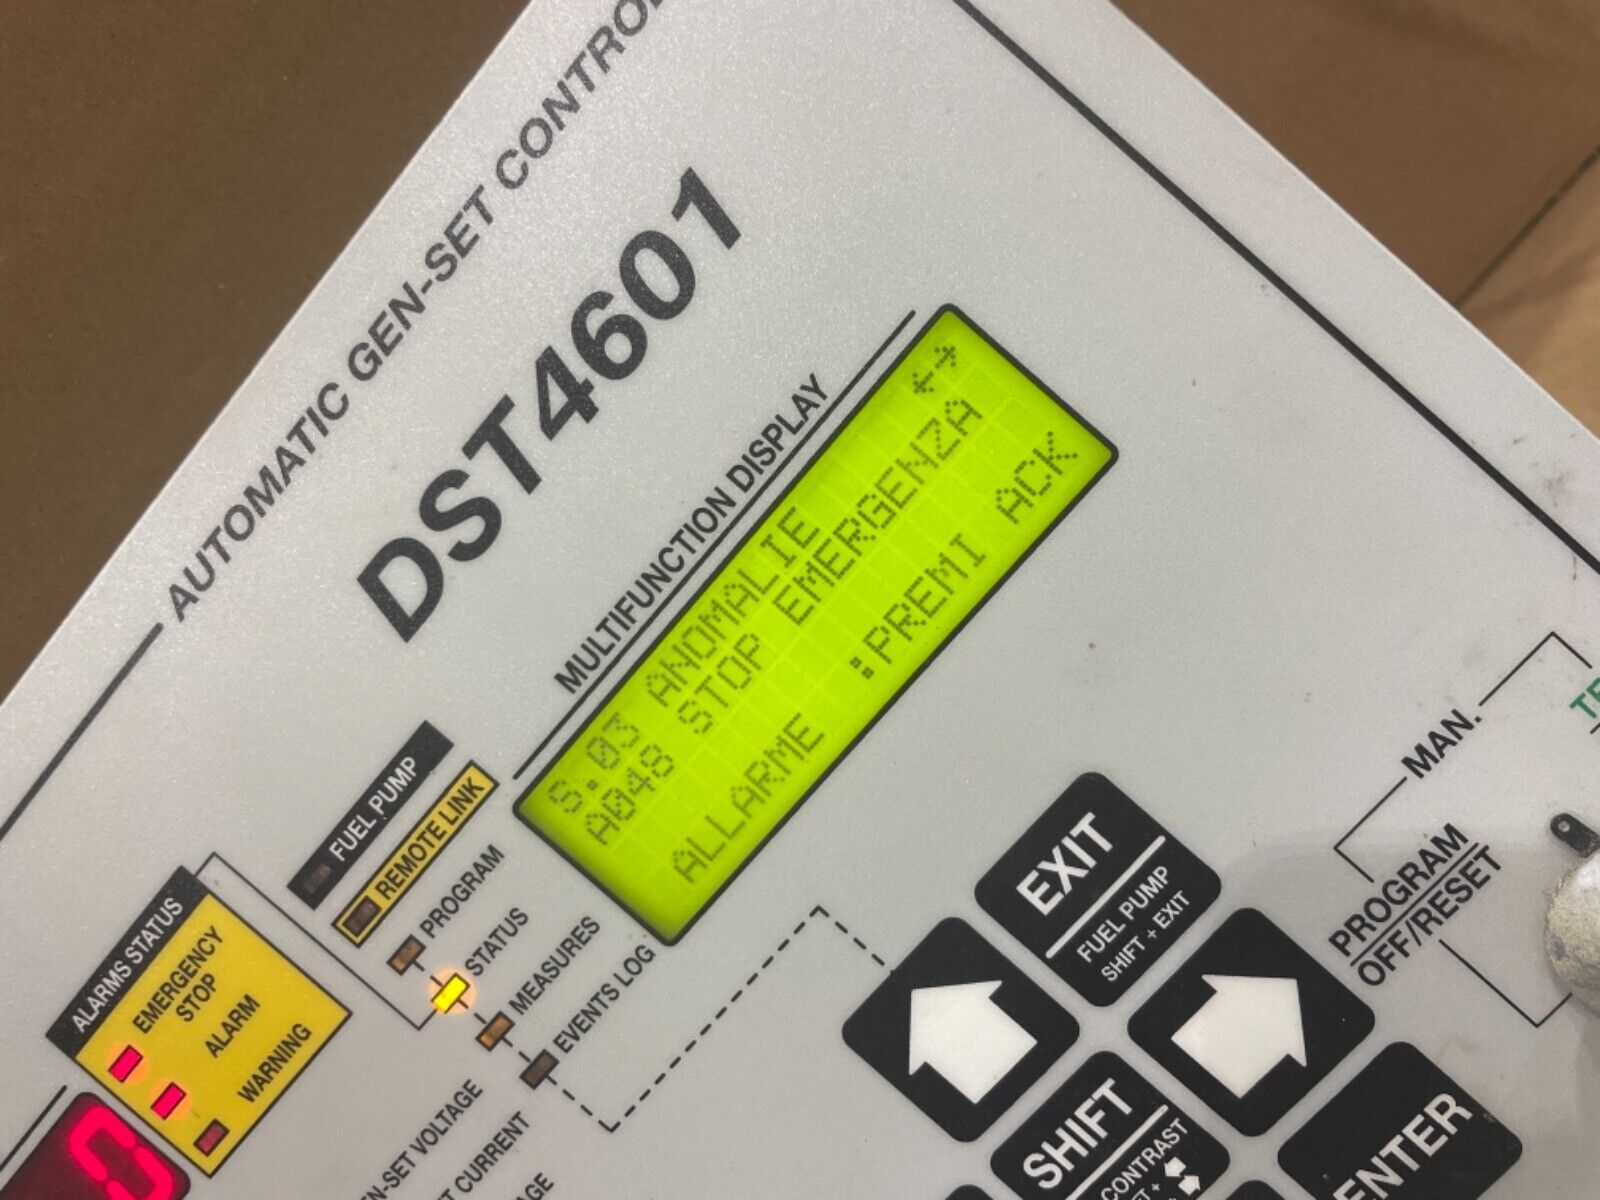 AUTOMATIC GEN-SET CONTROL
DST4601
MULTIFUNCTION DISPLAY
S.03 ANOMALIE ←→
A048 STOP EMERGENZA
ALLARME :PREMI ACK
FUEL PUMP
REMOTE LINK
PROGRAM
STATUS
MEASURES
EVENTS LOG
ALARMS STATUS
EMERGENCY
STOP
ALARM
WARNING
EXIT
FUEL PUMP
SHIFT + EXIT
MAN.
PROGRAM
OFF/RESET
SHIFT
CONTRAST
ENTER
VOLTAGE
CURRENT